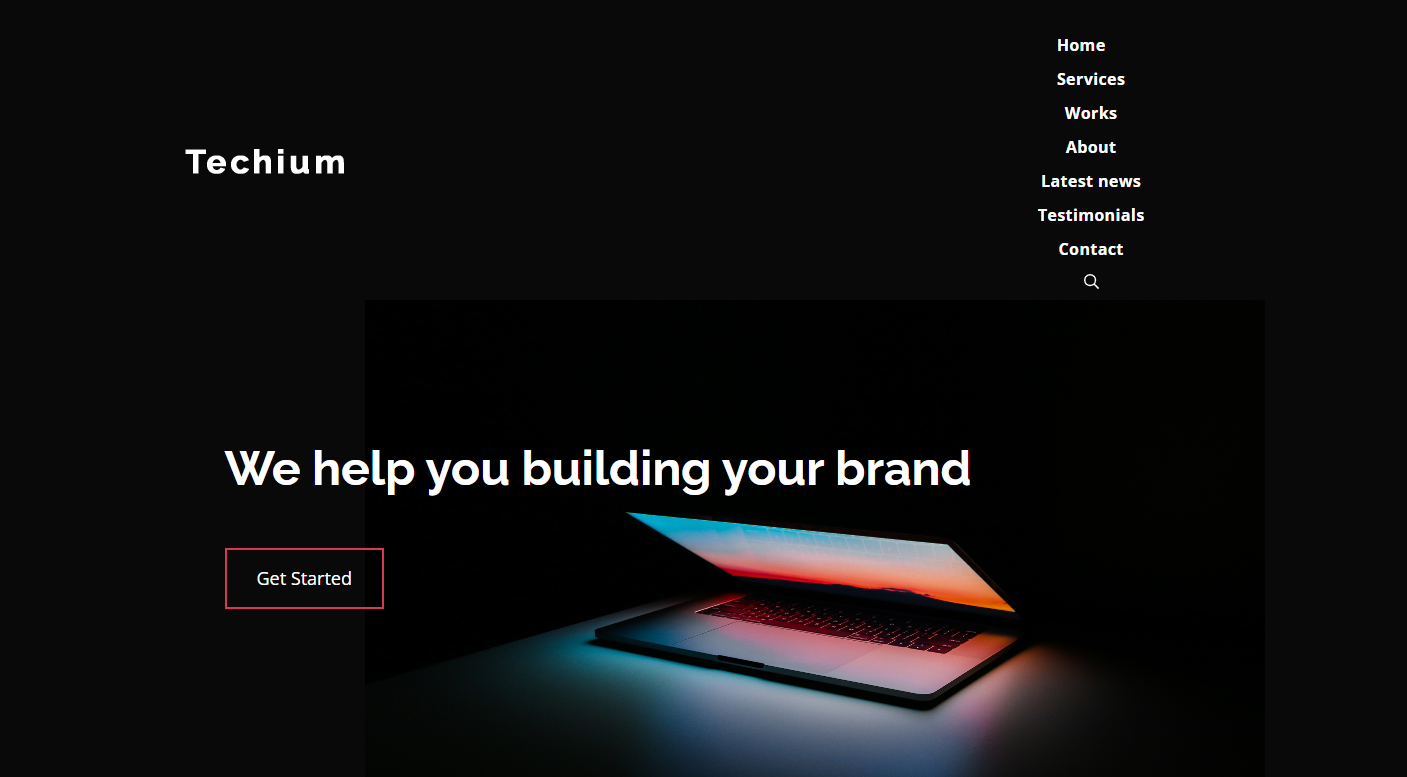 Home
Services
Works
About
Latest news
Testimonials
Contact
Techium
We help you building your brand
Get Started